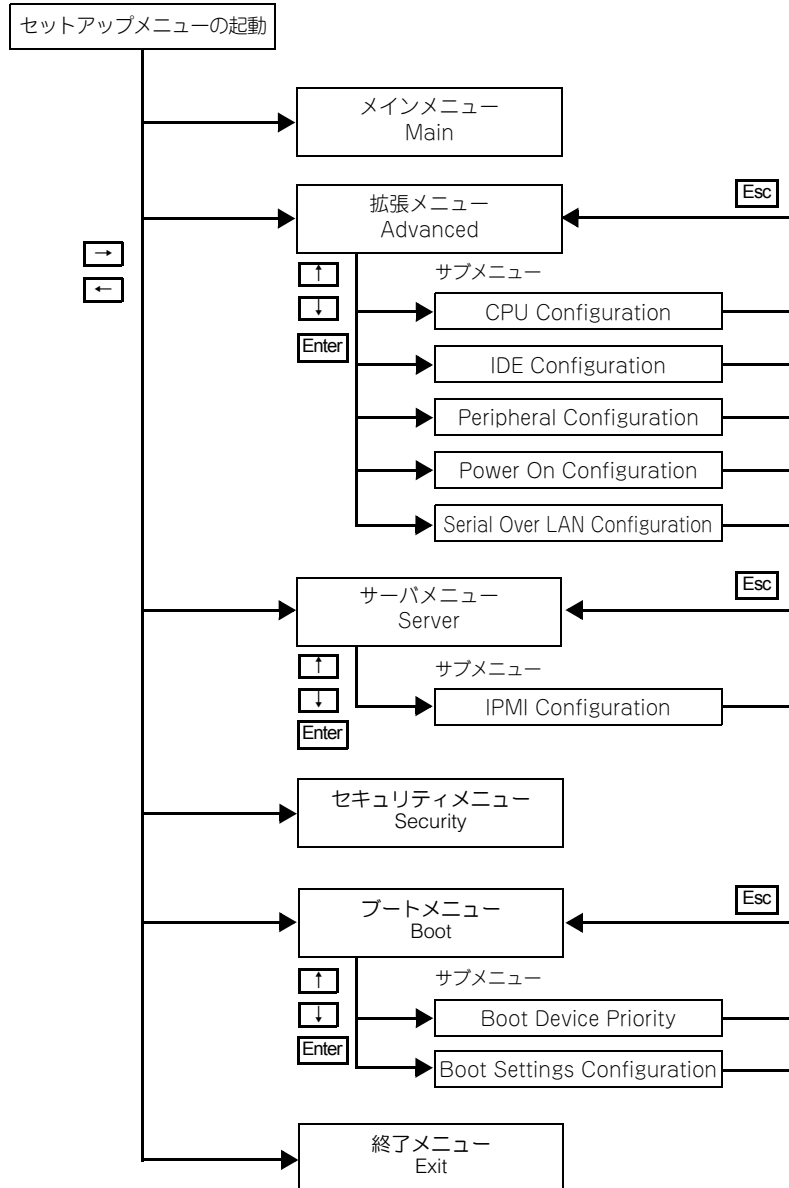 セットアップメニューの起動
メインメニュー
Main
Esc
拡張メニュー
Advanced
→
←
↑
↓
Enter
サブメニュー
CPU Configuration
IDE Configuration
Peripheral Configuration
Power On Configuration
Serial Over LAN Configuration
Esc
サーバメニュー
Server
↑
↓
Enter
サブメニュー
IPMI Configuration
セキュリティメニュー
Security
Esc
ブートメニュー
Boot
↑
↓
Enter
サブメニュー
Boot Device Priority
Boot Settings Configuration
終了メニュー
Exit